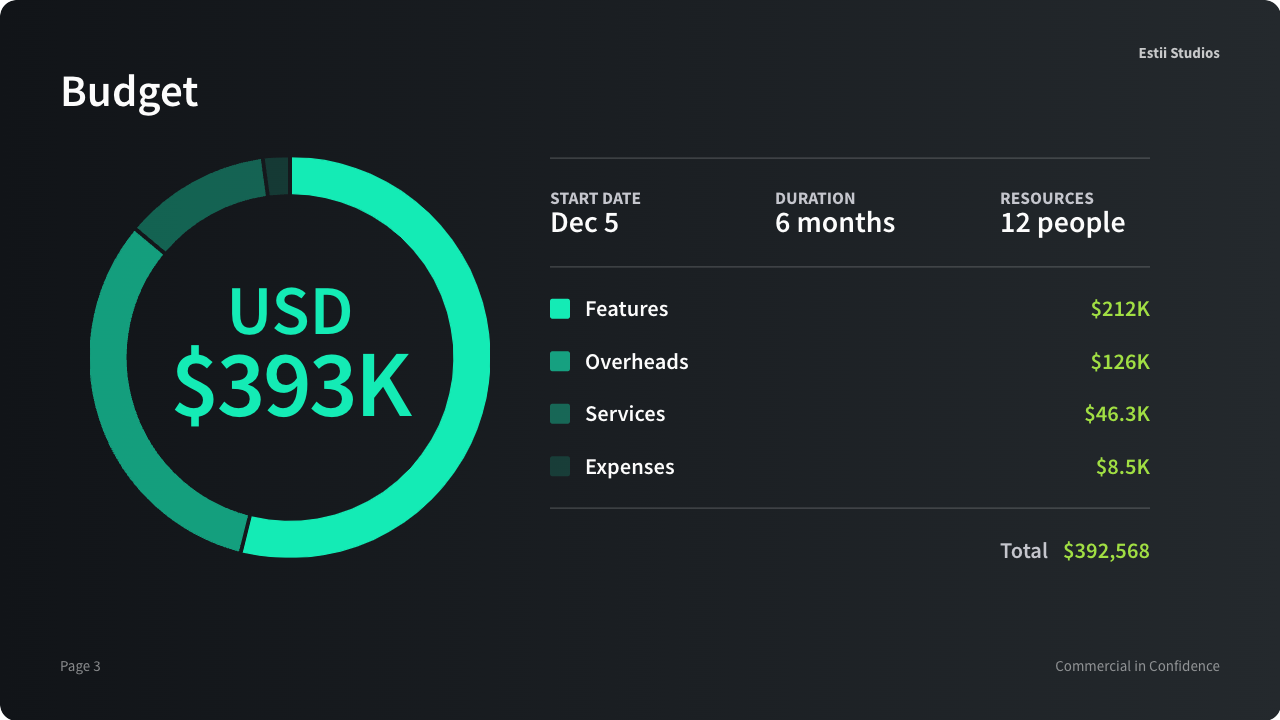 Estii Studios
Budget
USD
$393K
START DATE DURATION RESOURCES
Dec 5 6 months 12 people
Features $212K
Overheads $126K
Services $46.3K
Expenses $8.5K
Total $392,568
Page 3 Commercial in Confidence